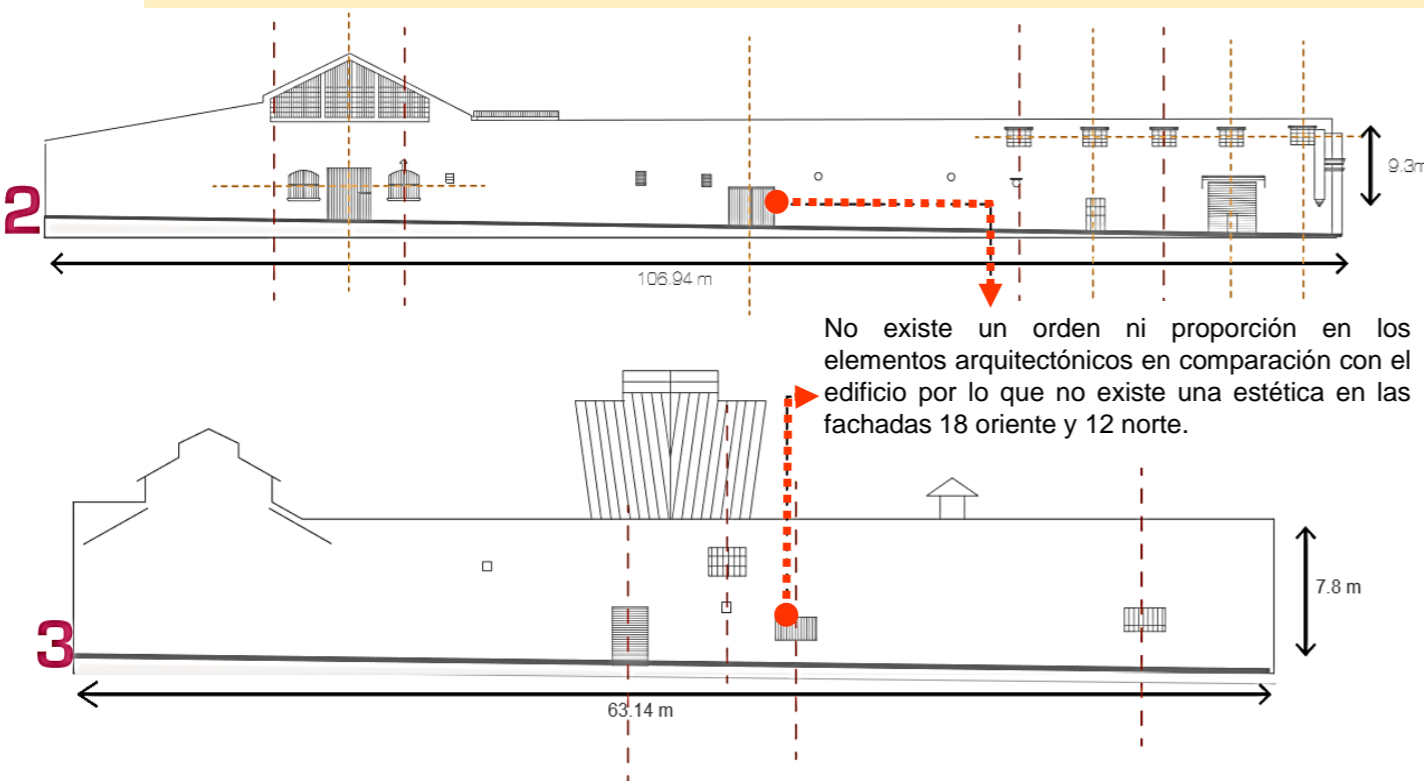 9.3m
2
106.94 m
No existe un orden ni proporción en los
elementos arquitectónicos en comparación con el
edificio por lo que no existe una estética en las
fachadas 18 oriente y 12 norte.
7.8 m
3
63.14 m